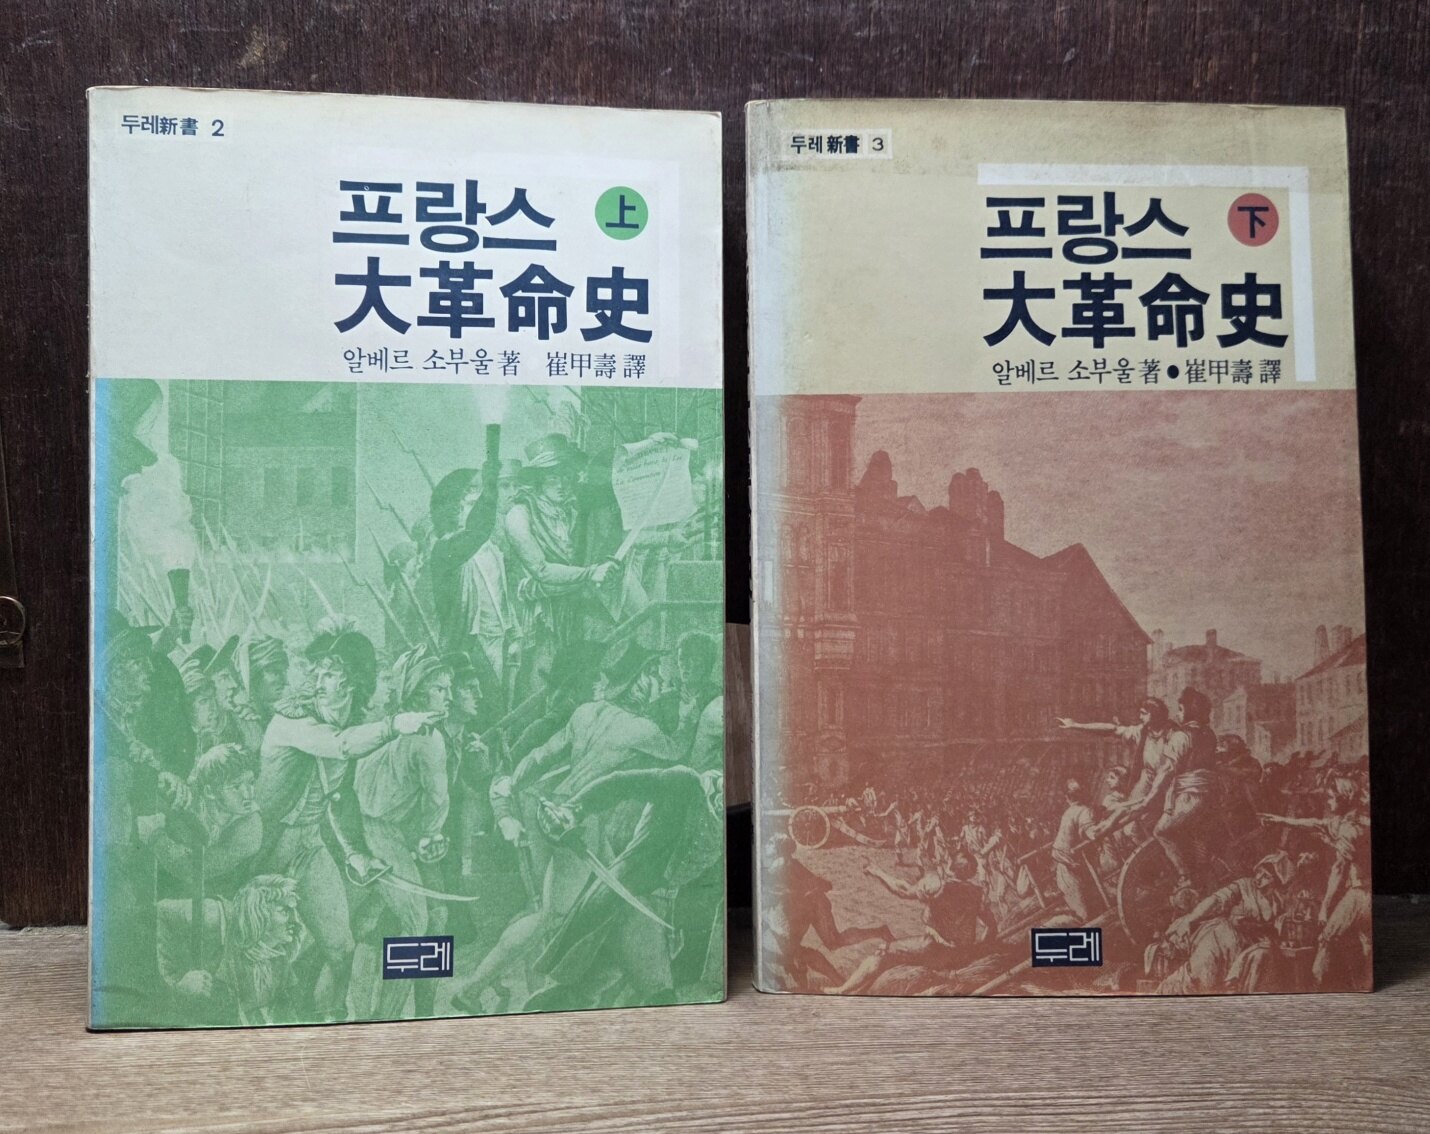 두레新書 2
프랑스 上
大革命史
알베르 소부울 著 崔甲壽 譯
두레
두레新書 3
프랑스 下
大革命史
알베르 소부울 著 ● 崔甲壽 譯
두레